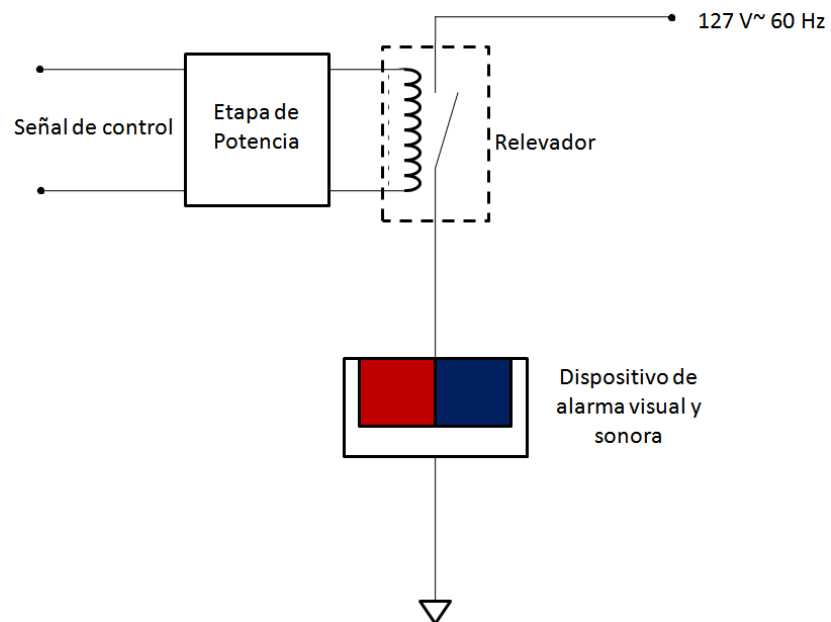 127 V~ 60 Hz
Señal de control
Etapa de
Potencia
Relevador
Dispositivo de
alarma visual y
sonora